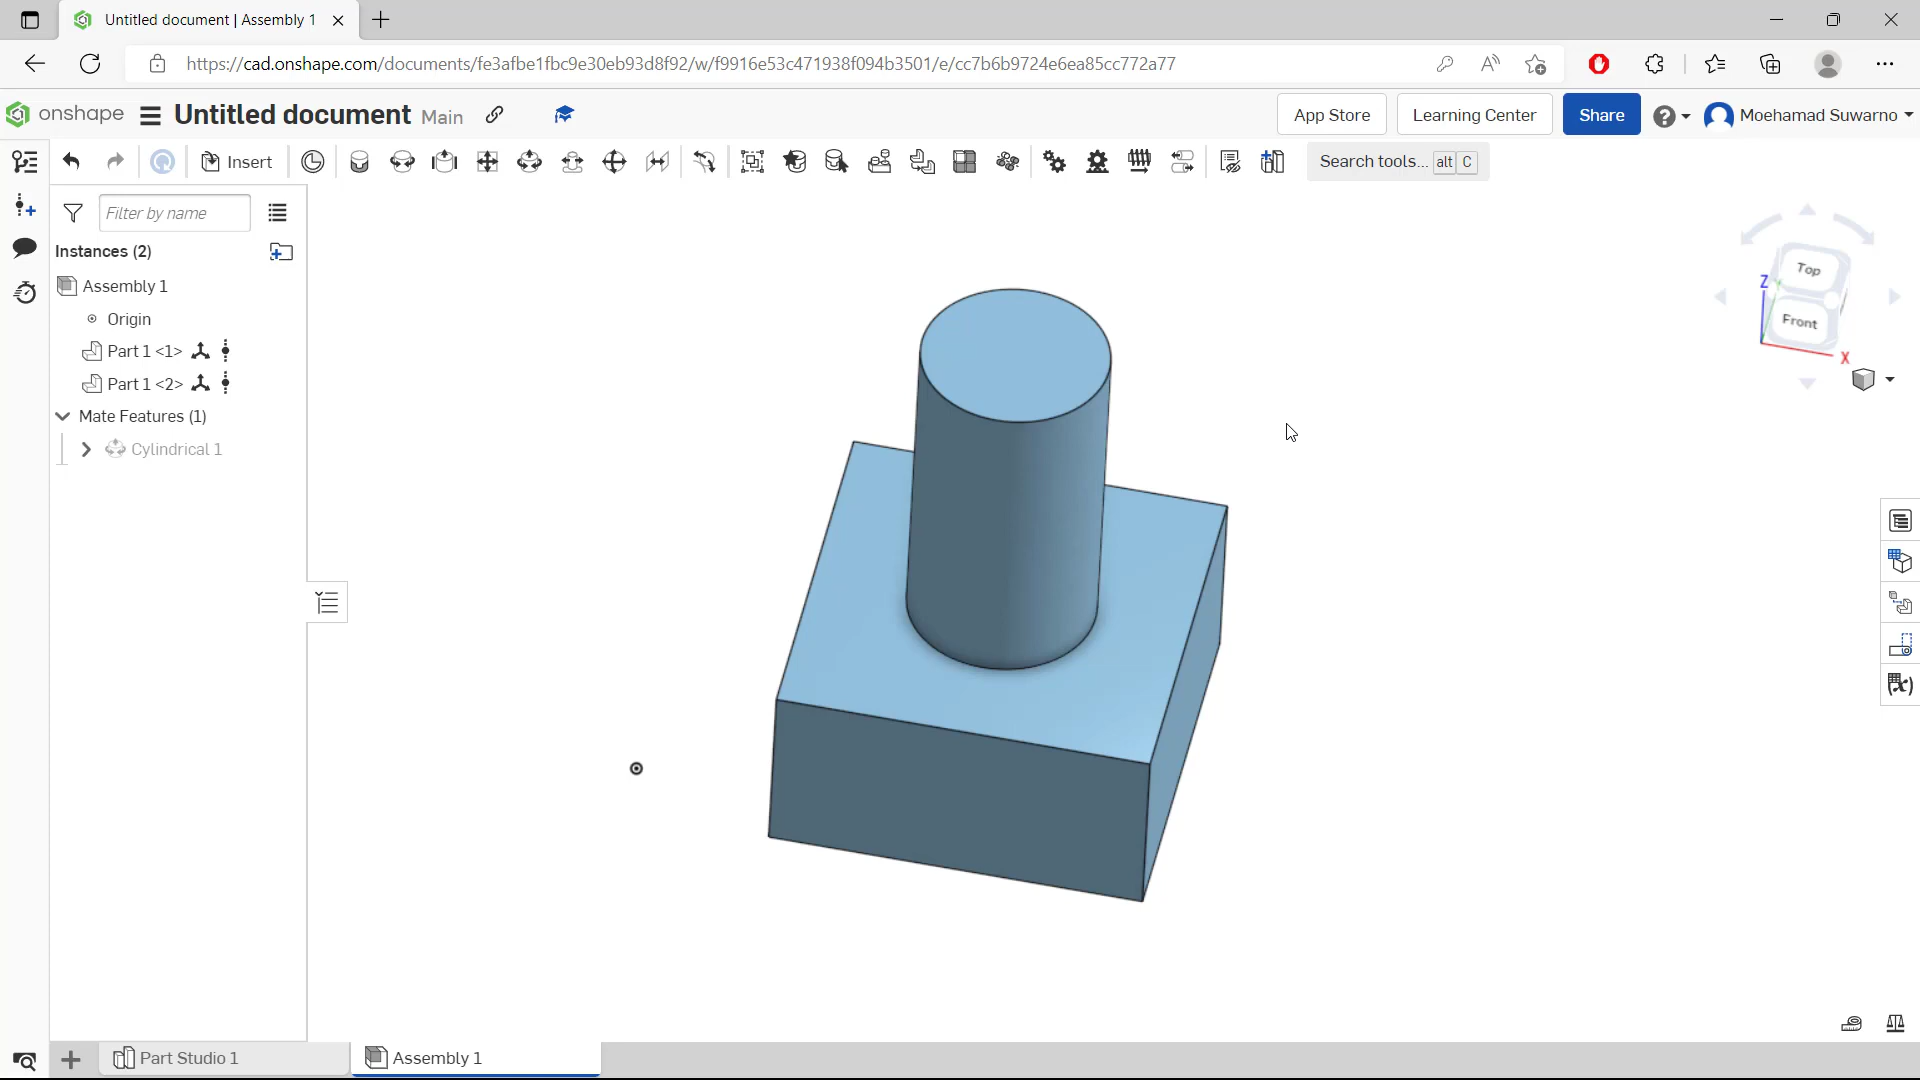 Untitled document | Assembly 1
https://cad.onshape.com/documents/fe3afbe1fbc9e30eb93d8f92/w/f9916e53c471938f094b3501/e/cc7b6b9724e6ea85cc772a77
onshape Untitled document Main App Store Learning Center Share Moehamad Suwarno
Insert Search tools... alt C
Filter by name
Instances (2)
Assembly 1
Origin
Part 1 <1>
Part 1 <2>
Mate Features (1)
Cylindrical 1
Top
Z
Front
X
Part Studio 1 Assembly 1